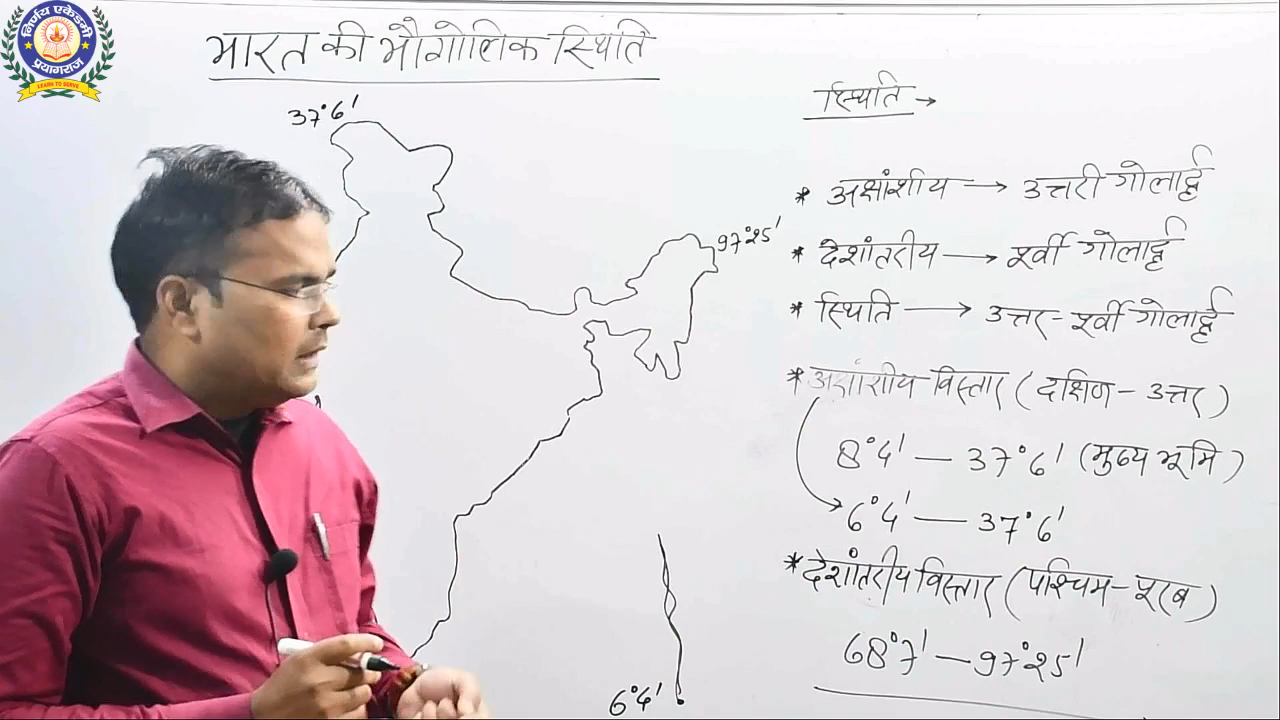 निर्णय एकेडमी
प्रयागराज
LEARN TO SERVE
भारत की भौगोलिक स्थिति
37°6'
97°25'
6°4'
स्थिति →
* अक्षांशीय → उत्तरी गोलार्द्ध
* देशांतरीय → पूर्वी गोलार्द्ध
* स्थिति → उत्तर-पूर्वी गोलार्द्ध
* अक्षांशीय विस्तार (दक्षिण - उत्तर)
8°4' — 37°6' (मुख्य भूमि)
6°4' — 37°6'
* देशांतरीय विस्तार (पश्चिम - पूरब)
68°7' — 97°25'